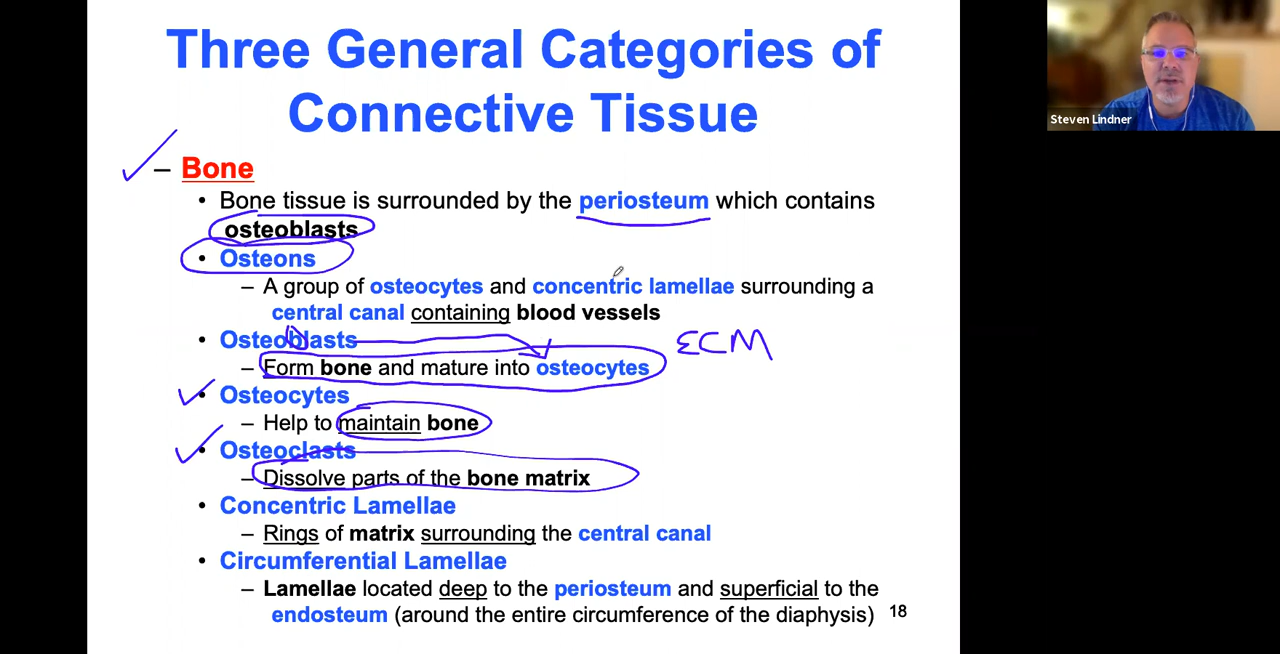 Three General Categories of
Connective Tissue
– Bone
• Bone tissue is surrounded by the periosteum which contains
osteoblasts
• Osteons
– A group of osteocytes and concentric lamellae surrounding a
central canal containing blood vessels
• Osteoblasts
ECM
– Form bone and mature into osteocytes
• Osteocytes
– Help to maintain bone
• Osteoclasts
– Dissolve parts of the bone matrix
• Concentric Lamellae
– Rings of matrix surrounding the central canal
• Circumferential Lamellae
– Lamellae located deep to the periosteum and superficial to the
endosteum (around the entire circumference of the diaphysis)
18
Steven Lindner